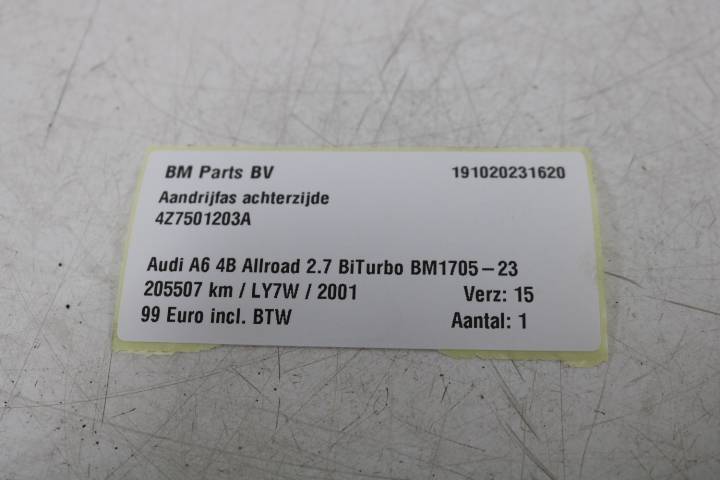 BM Parts BV 191020231620
Aandrijfas achterzijde
4Z7501203A
Audi A6 4B Allroad 2.7 BiTurbo BM1705-23
205507 km / LY7W / 2001 Verz: 15
99 Euro incl. BTW Aantal: 1